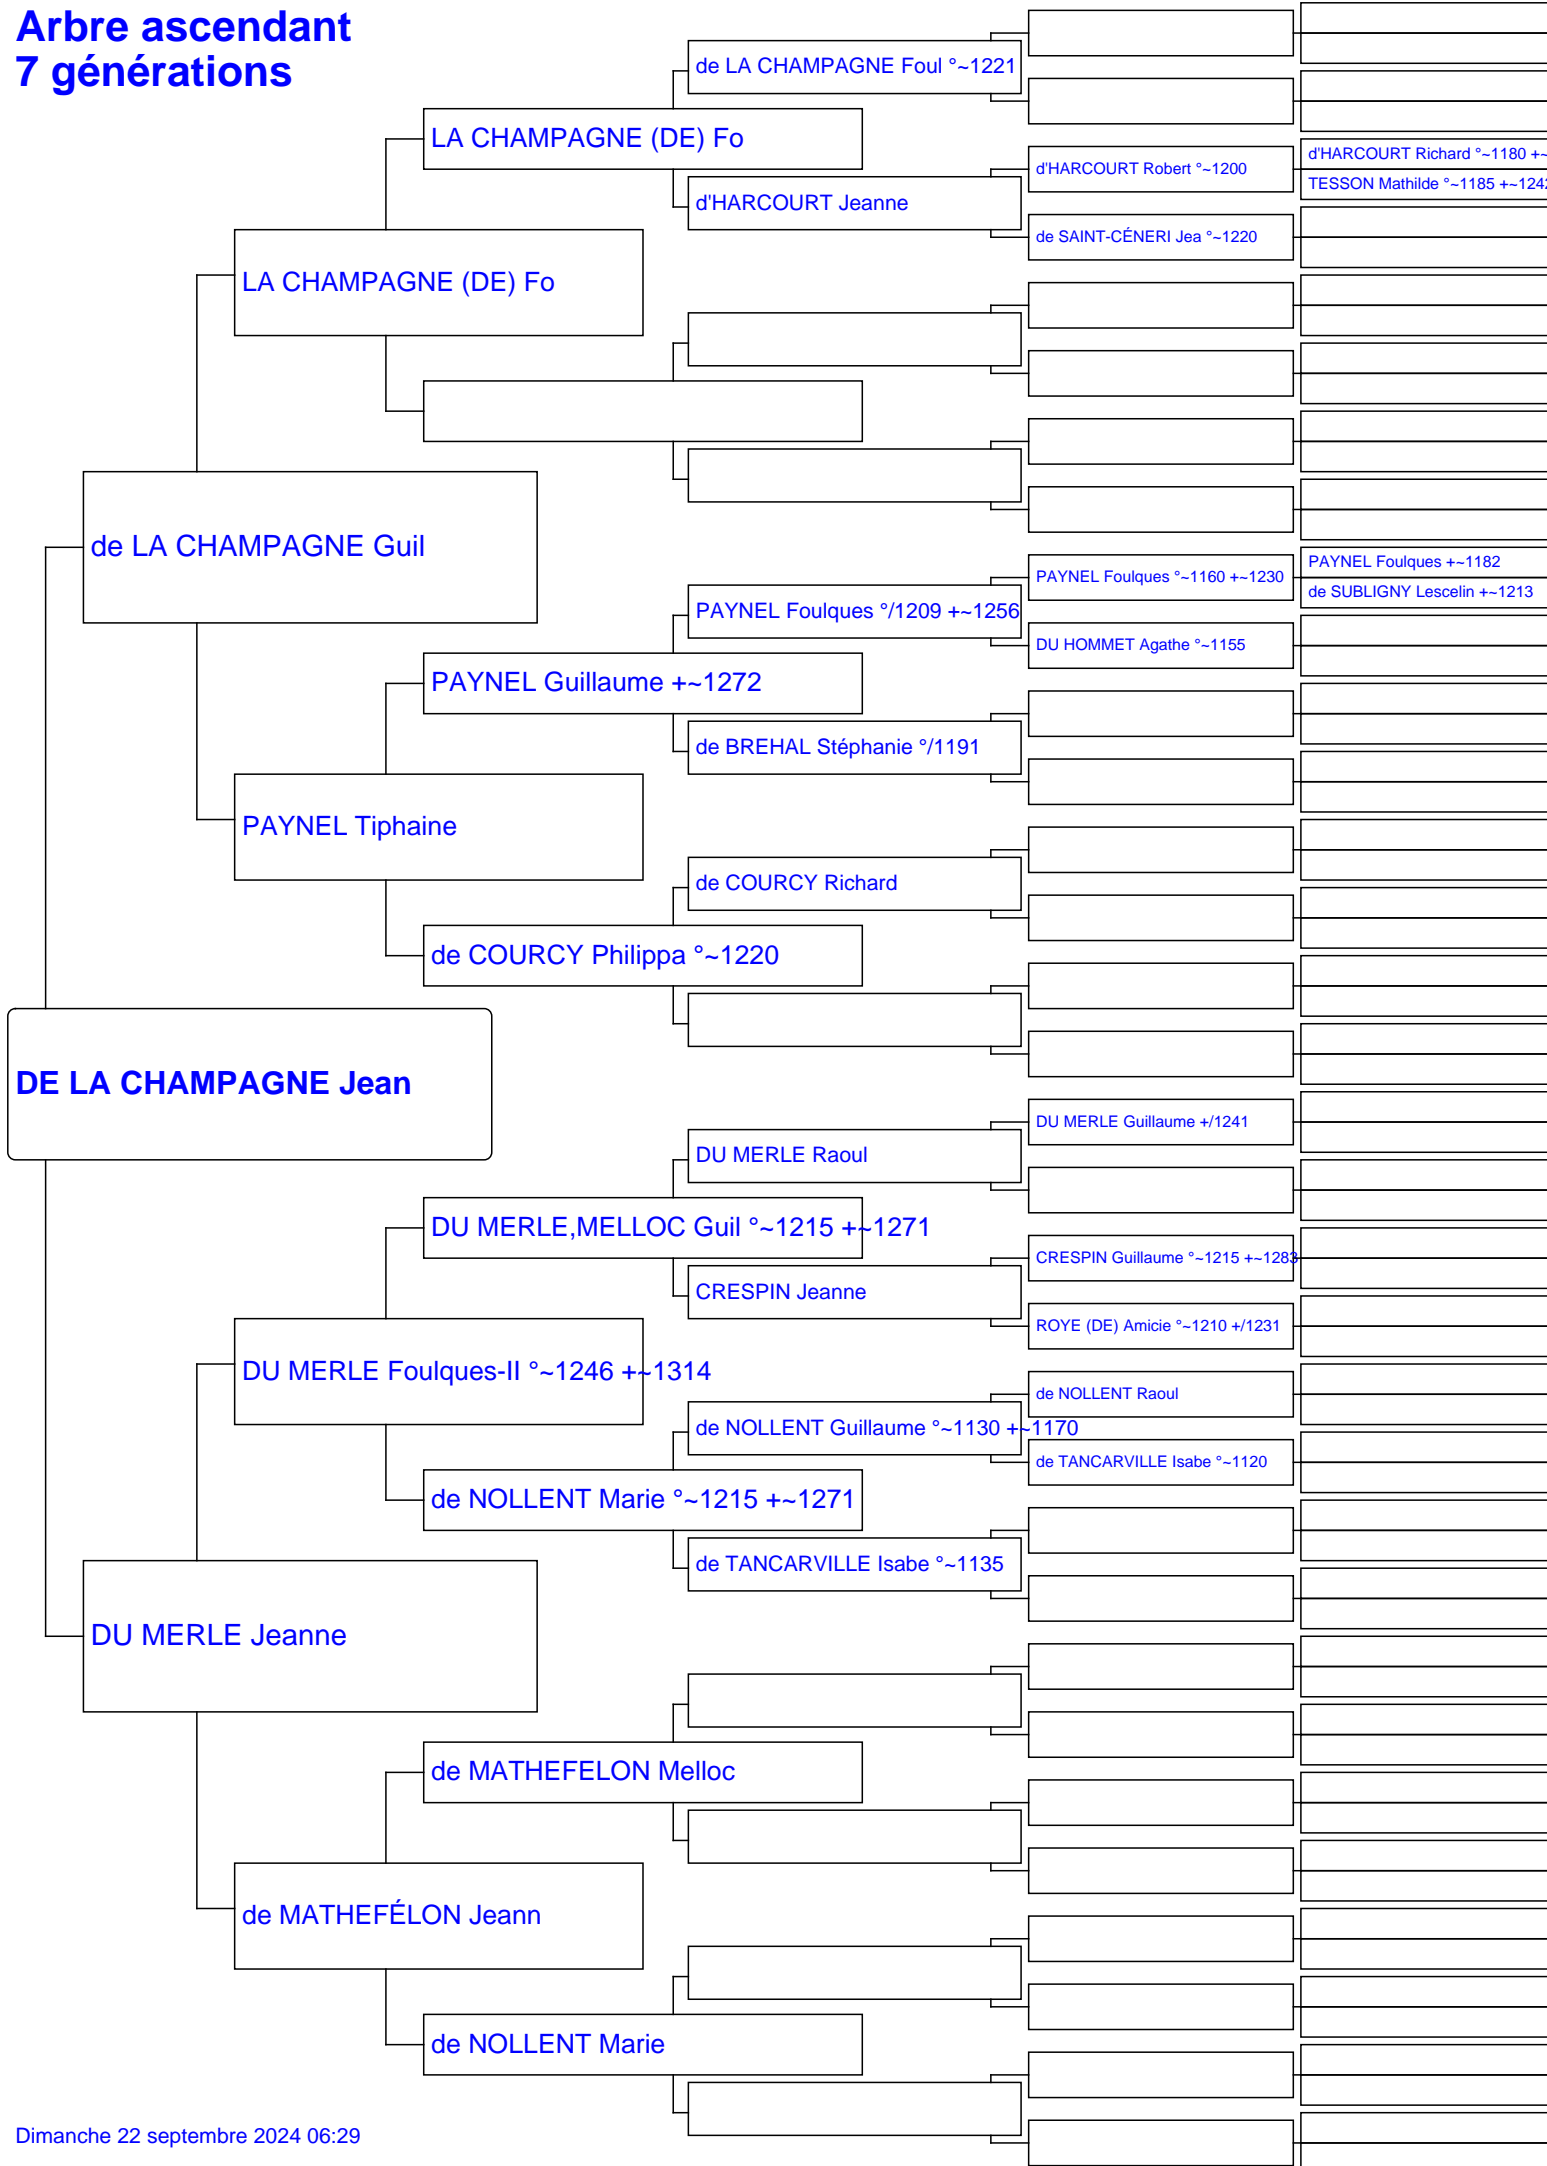 Arbre ascendant
7 générations
de LA CHAMPAGNE Foul °~1221
LA CHAMPAGNE (DE) Fo
d'HARCOURT Robert °~1200
d'HARCOURT Richard °~1180 +~
TESSON Mathilde °~1185 +~1242
d'HARCOURT Jeanne
de SAINT-CÉNERI Jea °~1220
LA CHAMPAGNE (DE) Fo
de LA CHAMPAGNE Guil
PAYNEL Foulques °~1160 +~1230
PAYNEL Foulques +~1182
de SUBLIGNY Lescelin +~1213
PAYNEL Foulques °/1209 +~1256
DU HOMMET Agathe °~1155
PAYNEL Guillaume +~1272
de BREHAL Stéphanie °/1191
PAYNEL Tiphaine
de COURCY Richard
de COURCY Philippa °~1220
DE LA CHAMPAGNE Jean
DU MERLE Guillaume +/1241
DU MERLE Raoul
DU MERLE,MELLOC Guil °~1215 +~1271
CRESPIN Guillaume °~1215 +~1283
CRESPIN Jeanne
ROYE (DE) Amicie °~1210 +/1231
DU MERLE Foulques-II °~1246 +~1314
de NOLLENT Raoul
de NOLLENT Guillaume °~1130 +~1170
de TANCARVILLE Isabe °~1120
de NOLLENT Marie °~1215 +~1271
de TANCARVILLE Isabe °~1135
DU MERLE Jeanne
de MATHEFELON Melloc
de MATHEFÉLON Jeann
de NOLLENT Marie
Dimanche 22 septembre 2024 06:29